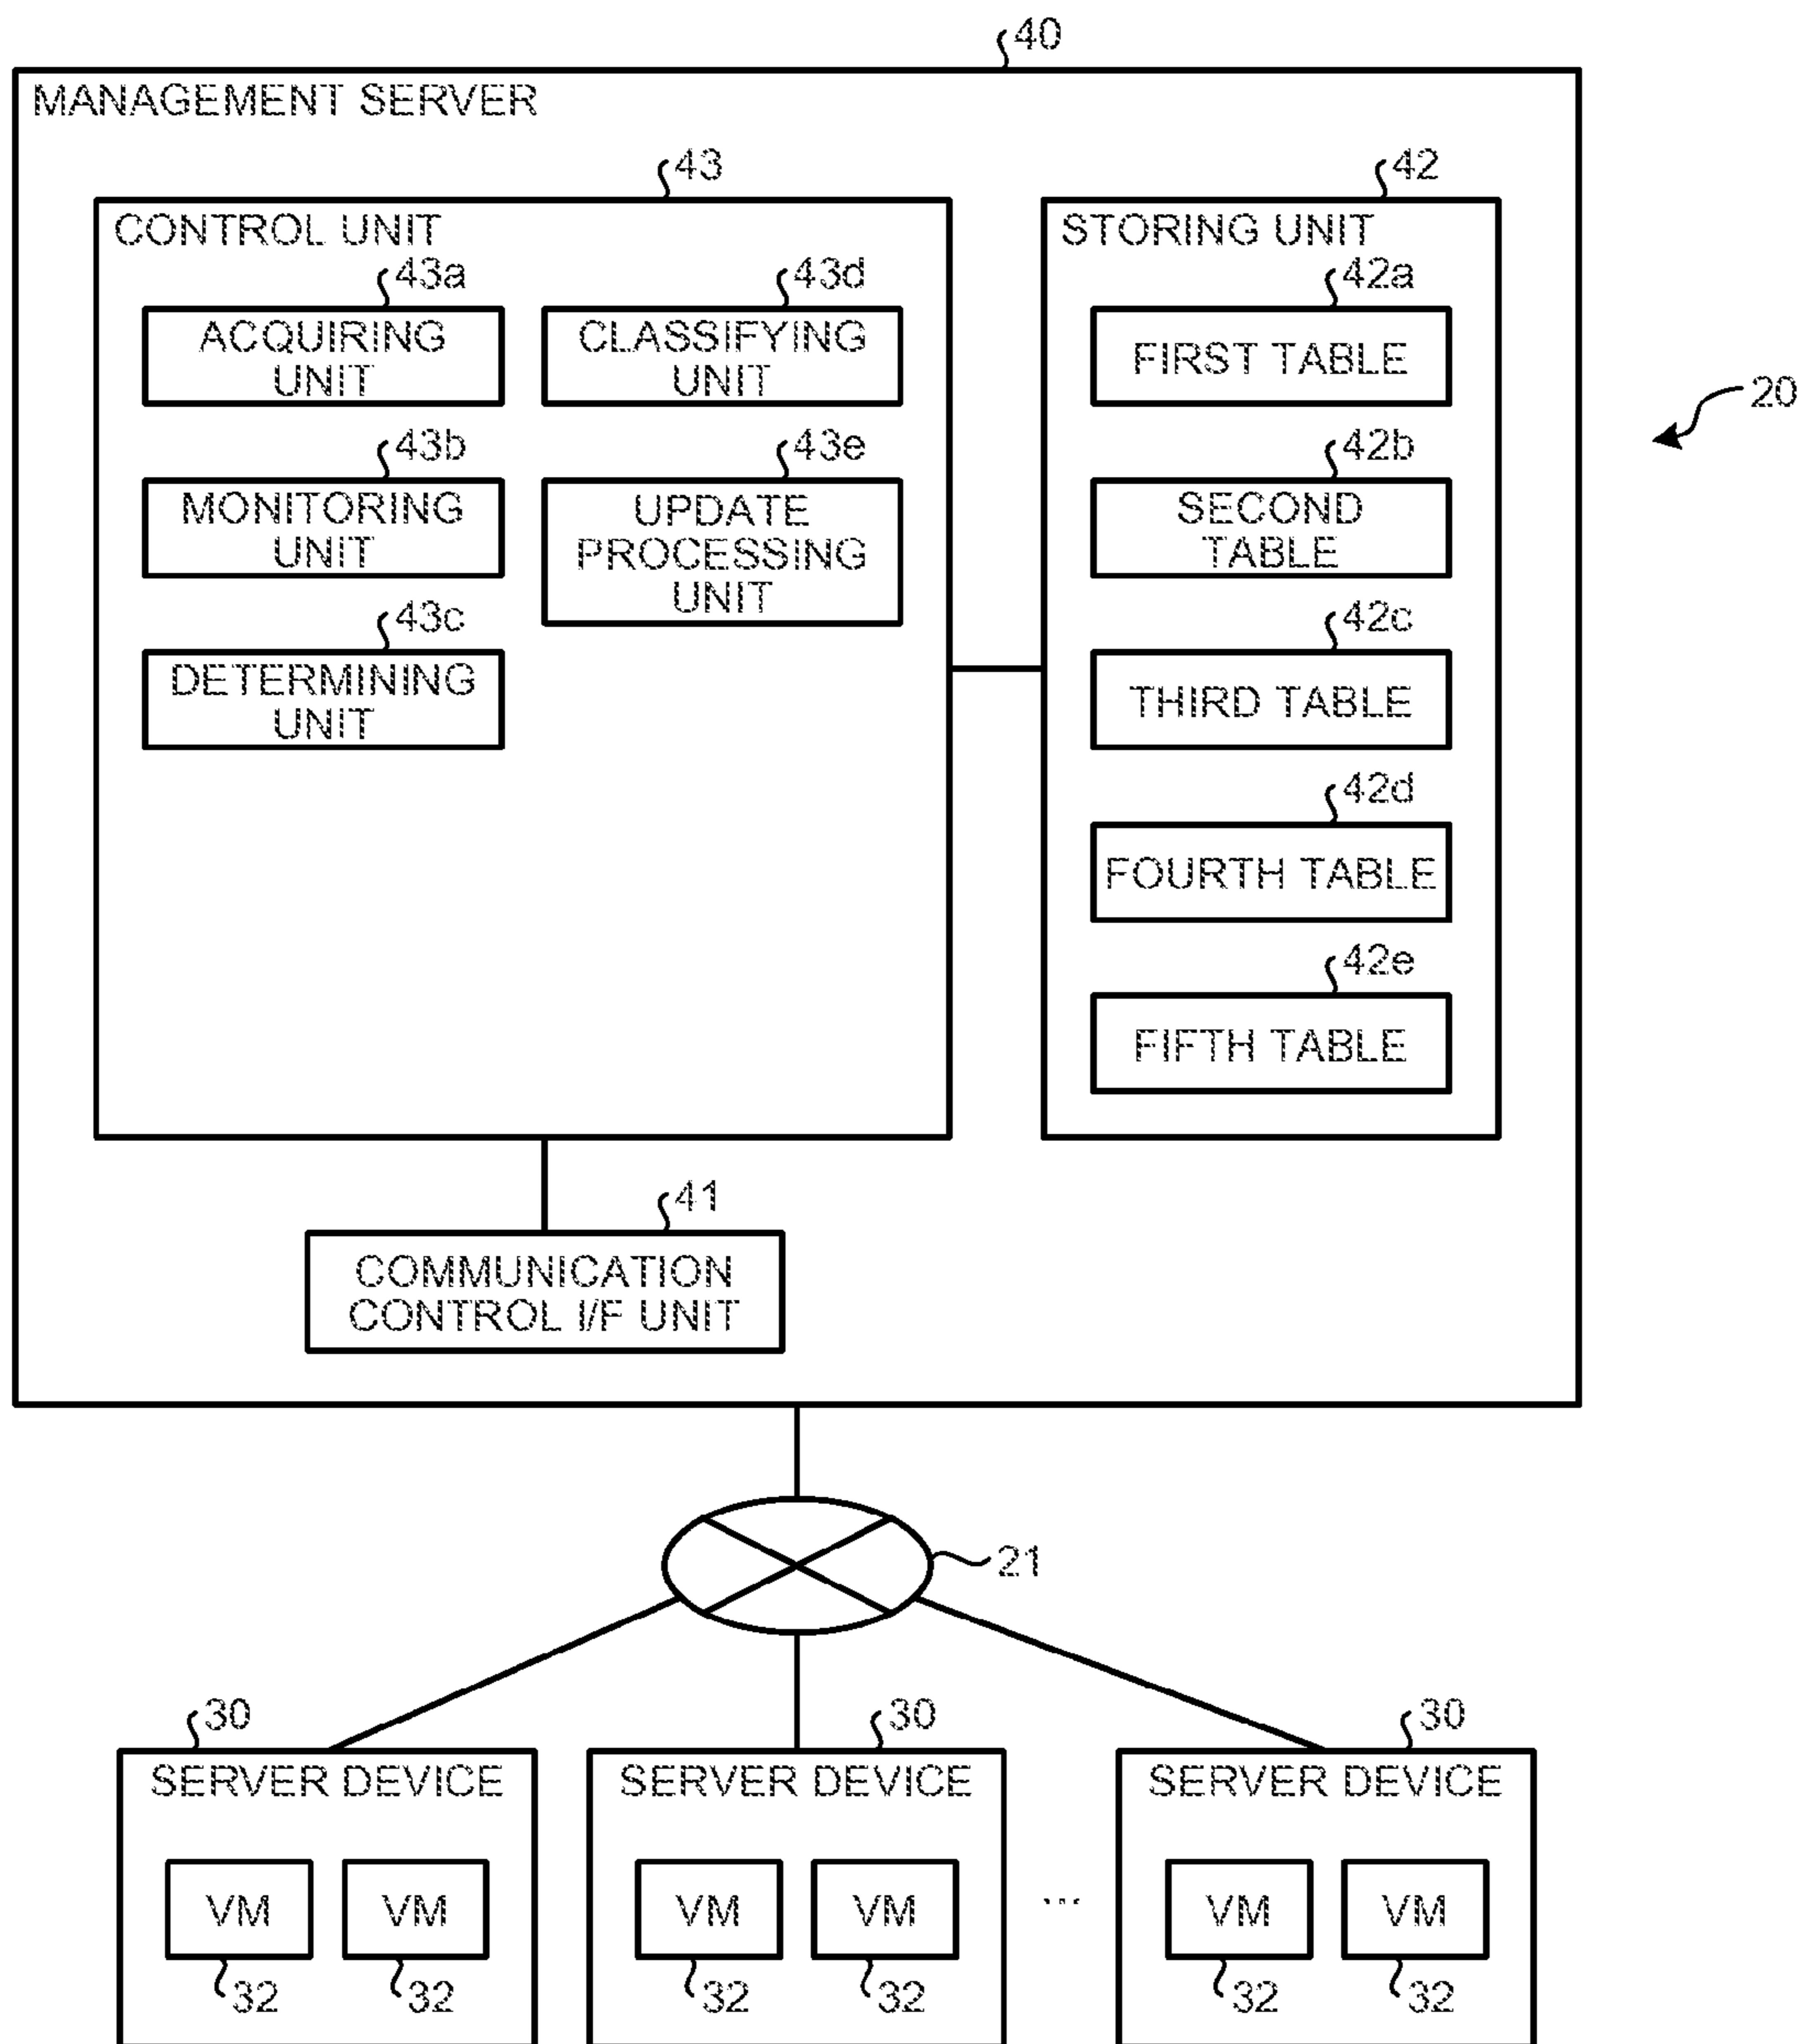 40
MANAGEMENT SERVER
43
42
CONTROL UNIT
STORING UNIT
43a
43d
42a
ACQUIRING
UNIT
CLASSIFYING
UNIT
FIRST TABLE
20
43b
43e
42b
MONITORING
UNIT
UPDATE
PROCESSING
UNIT
SECOND
TABLE
43c
42c
DETERMINING
UNIT
THIRD TABLE
42d
FOURTH TABLE
42e
FIFTH TABLE
41
COMMUNICATION
CONTROL I/F UNIT
21
30
30
30
SERVER DEVICE
SERVER DEVICE
SERVER DEVICE
VM
VM
VM
VM
...
VM
VM
32
32
32
32
32
32